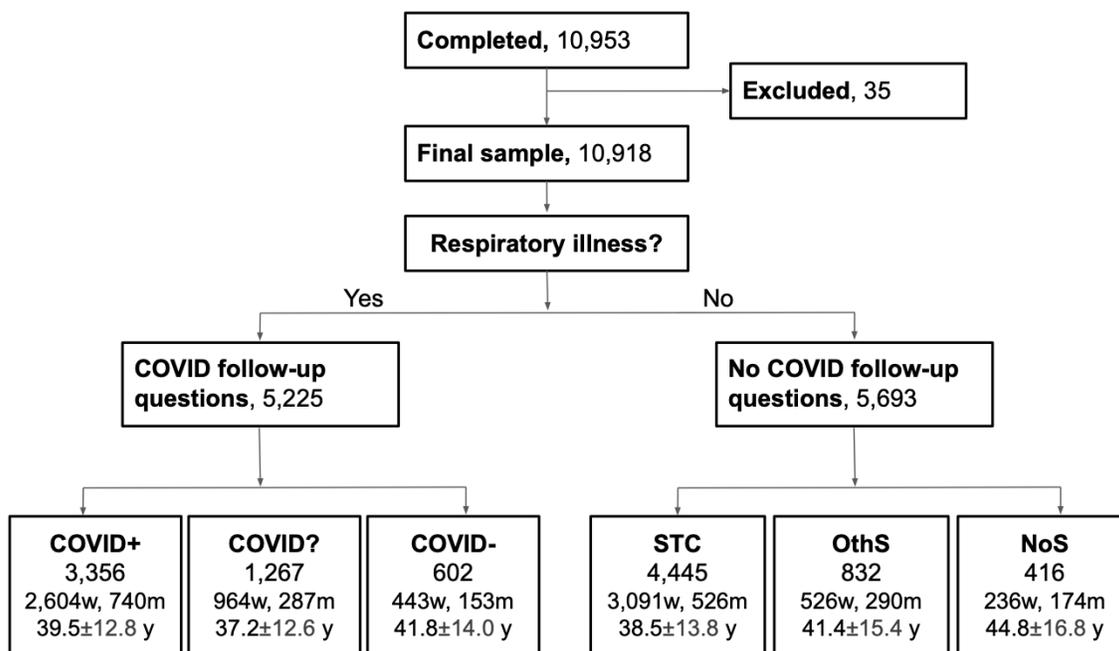 Completed, 10,953
Excluded, 35
Final sample, 10,918
Respiratory illness?
Yes
No
COVID follow-up
questions, 5,225
No COVID follow-up
questions, 5,693
COVID+
3,356
2,604w, 740m
39.5±12.8 y
COVID?
1,267
964w, 287m
37.2±12.6 y
COVID-
602
443w, 153m
41.8±14.0 y
STC
4,445
3,091w, 526m
38.5±13.8 y
OthS
832
526w, 290m
41.4±15.4 y
NoS
416
236w, 174m
44.8±16.8 y